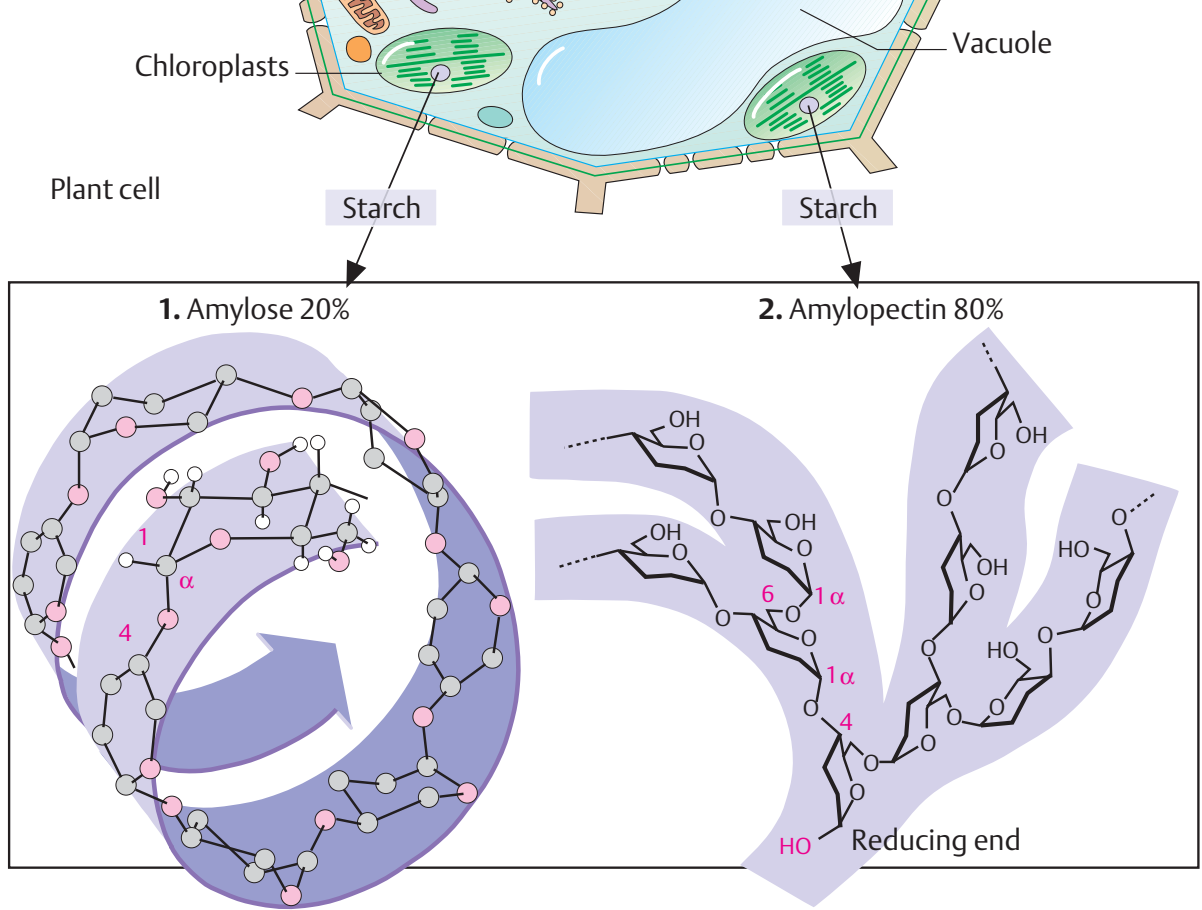 Vacuole
Chloroplasts
Plant cell
Starch
Starch
1. Amylose 20%
2. Amylopectin 80%
1
α
4
OH
O
O
OH
O
O
OH
O
6
O
1α
O
O
1α
O
4
O
O
HO
Reducing end
OH
O
O
OH
O
O
O
O
O
HO
O
O
HO
O